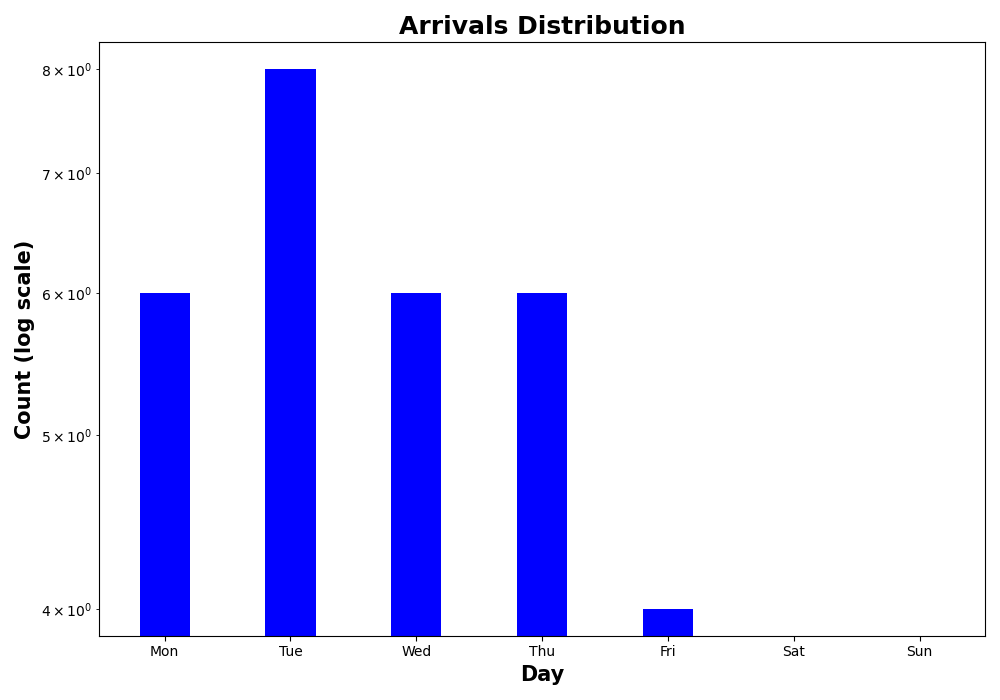 Arrivals Distribution
Count (log scale)
8 × 10⁰
7 × 10⁰
6 × 10⁰
5 × 10⁰
4 × 10⁰
Mon Tue Wed Thu Fri Sat Sun
Day